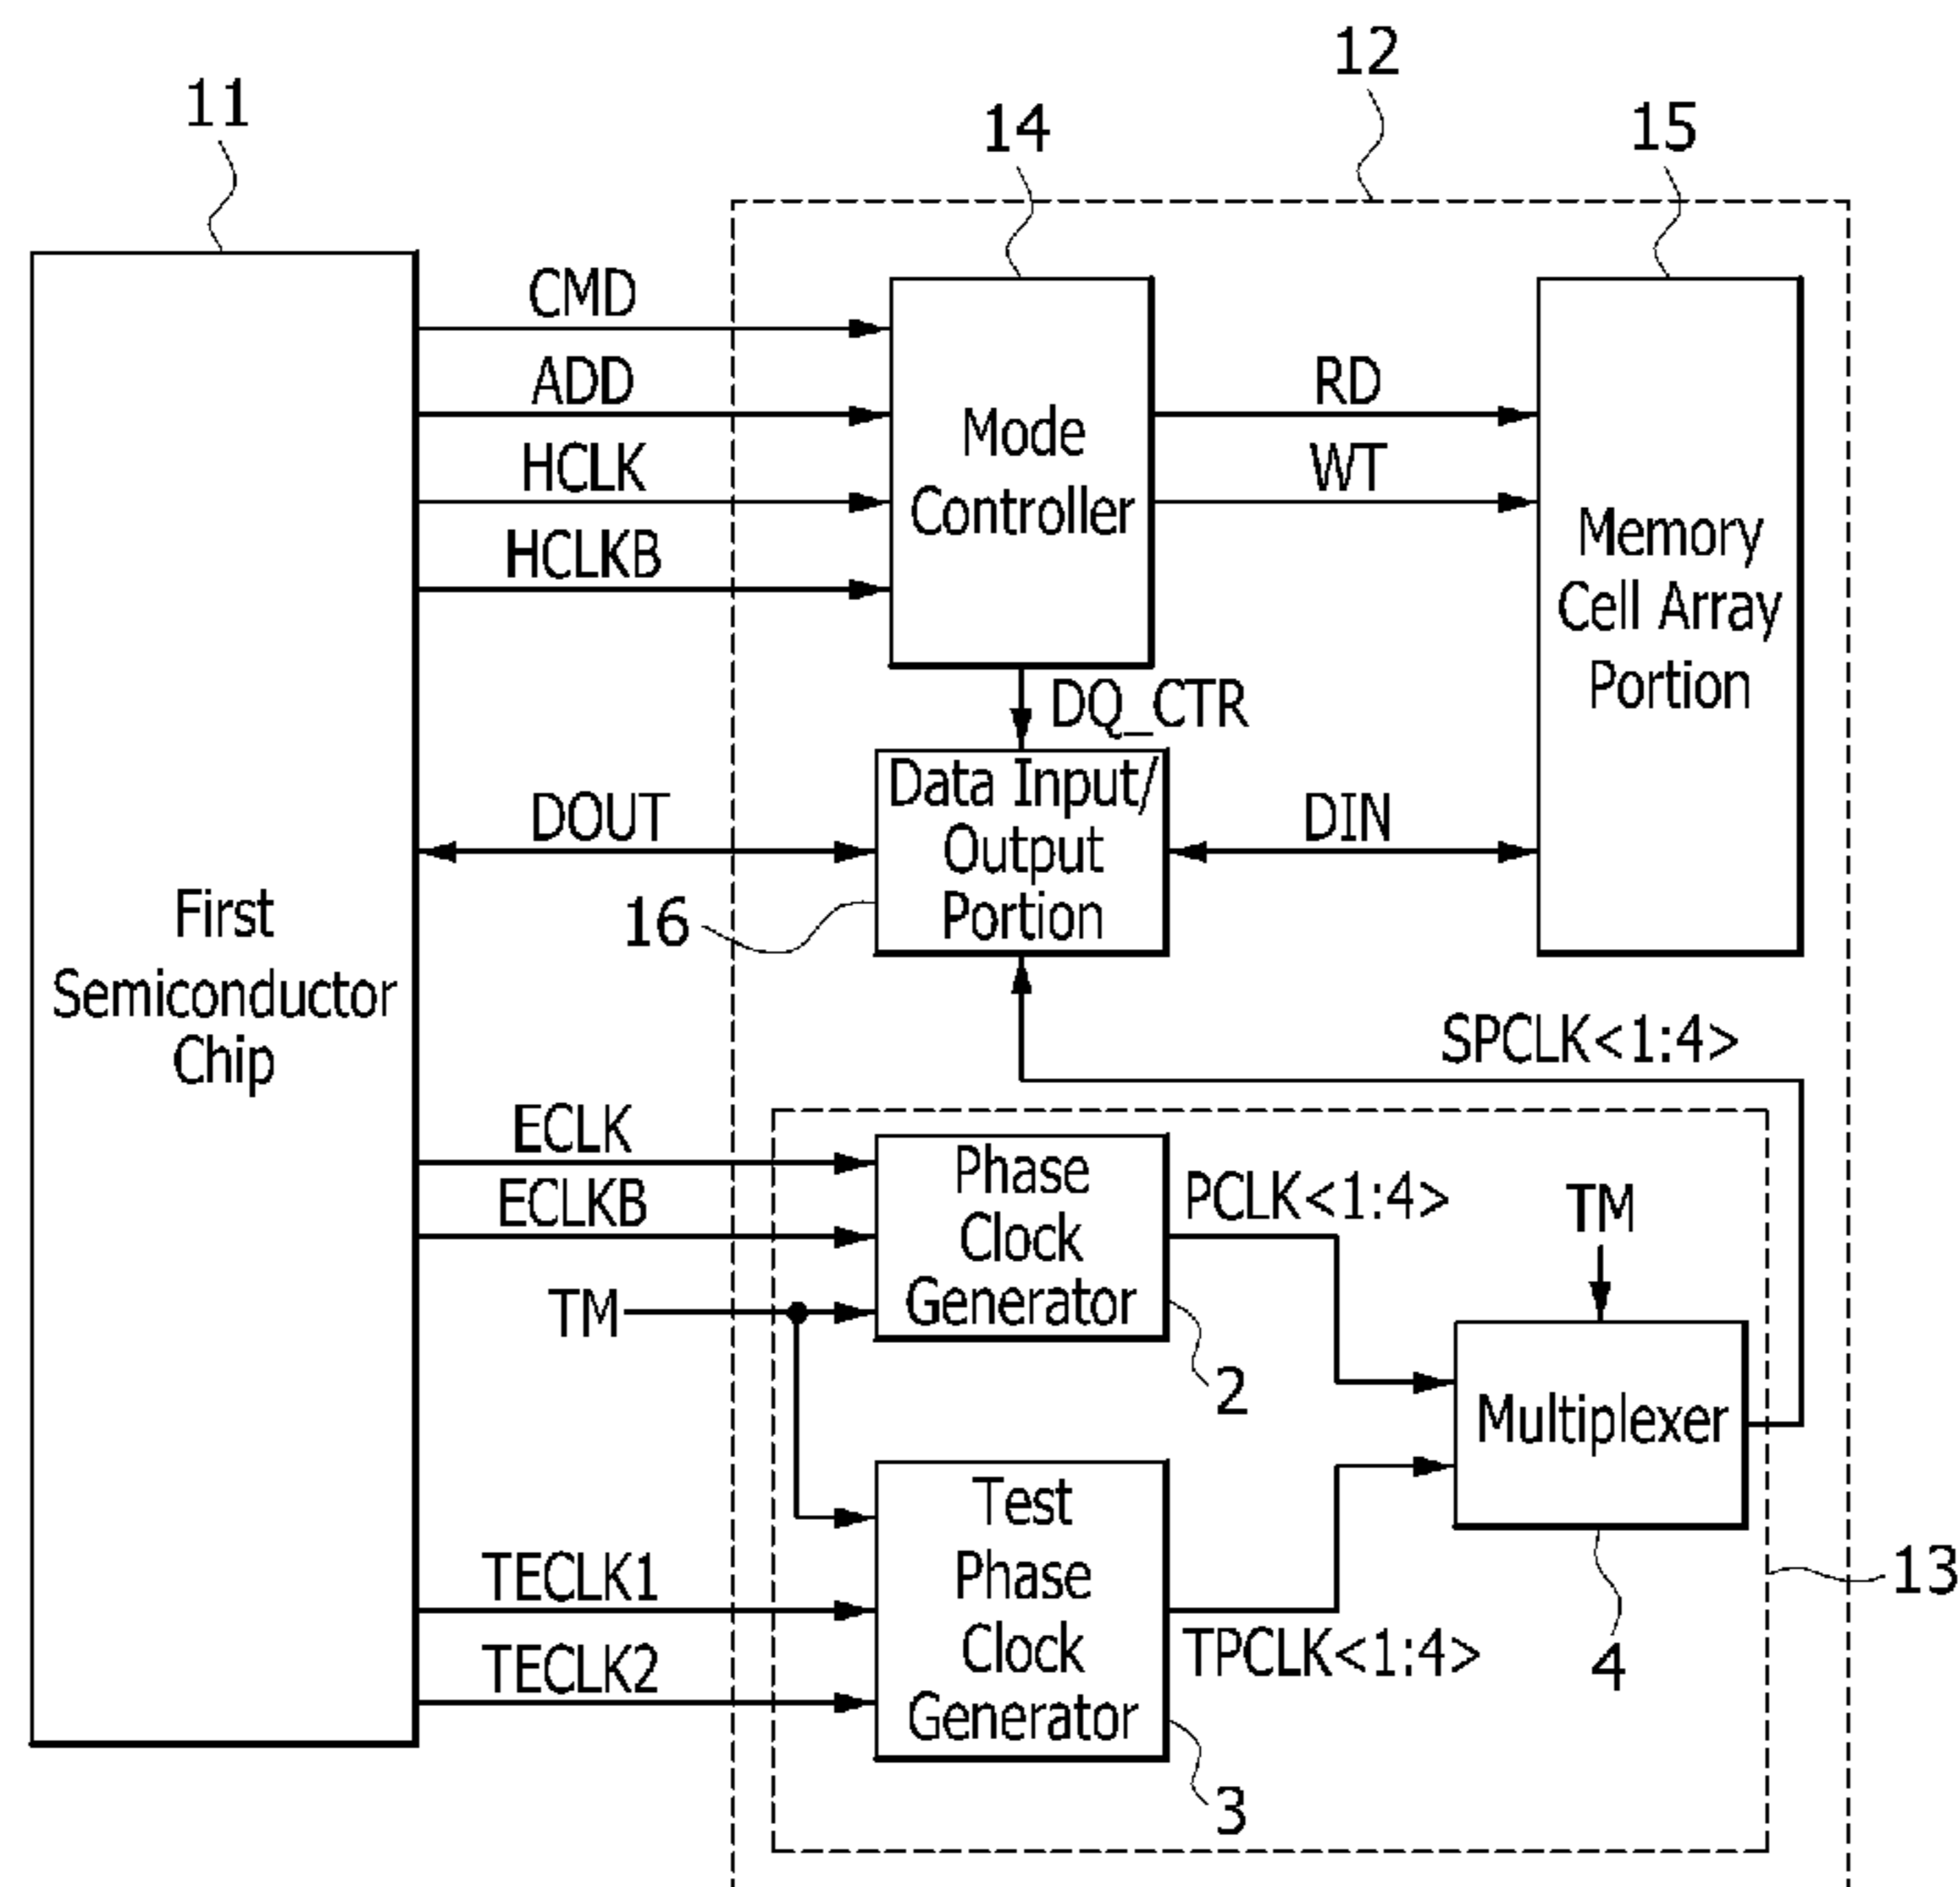 12
11
14
15
CMD
ADD
HCLK
HCLKB
Mode
Controller
RD
WT
Memory
Cell Array
Portion
DQ_CTR
Data Input/
Output
Portion
DOUT
DIN
16
First
Semiconductor
Chip
SPCLK<1:4>
ECLK
ECLKB
TM
Phase
Clock
Generator
PCLK<1:4>
TM
2
Multiplexer
Test
Phase
Clock
Generator
TECLK1
TECLK2
TPCLK<1:4>
4
13
3